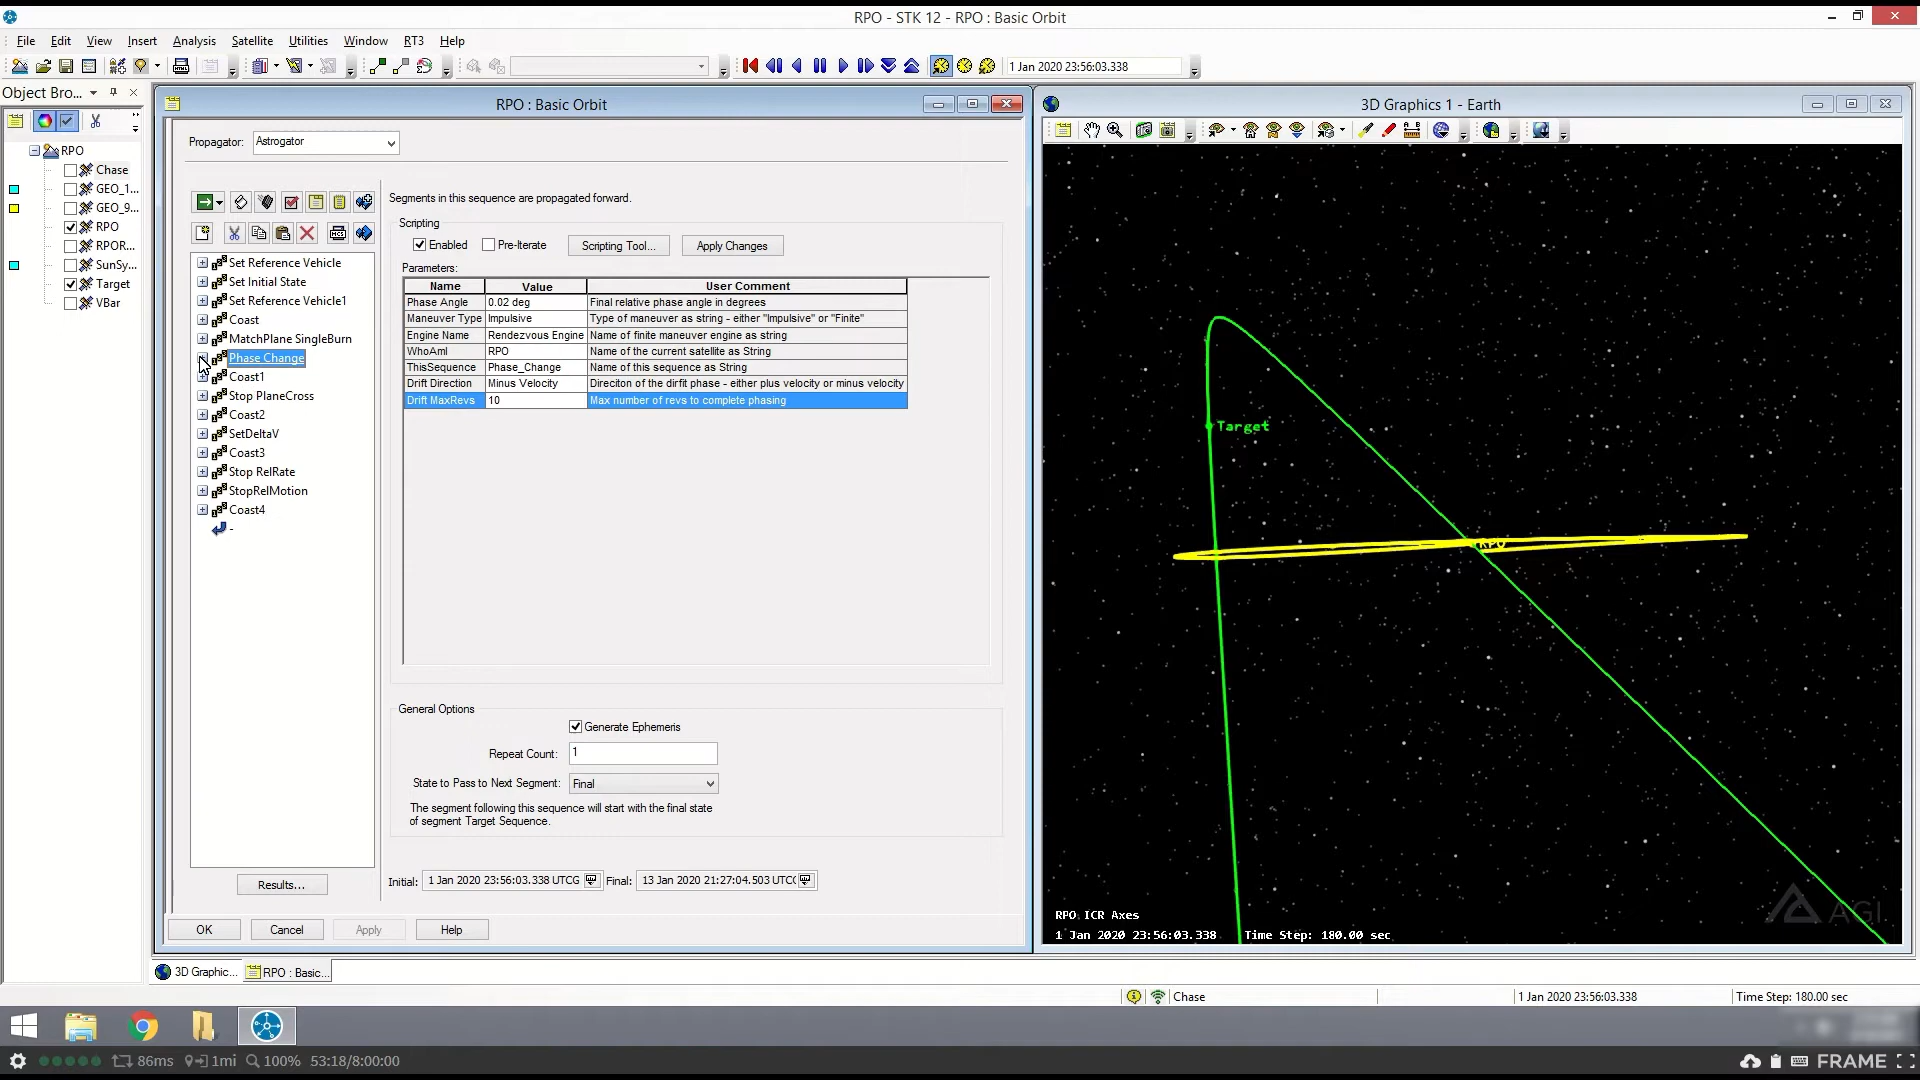 RPO - STK 12 - RPO : Basic Orbit
File Edit View Insert Analysis Satellite Utilities Window RT3 Help
1 Jan 2020 23:56:03.338
Object Bro...
RPO
Chase
GEO_1...
GEO_9...
RPO
RPOR...
SunSy...
Target
VBar
RPO : Basic Orbit
Propagator: Astrogator
Set Reference Vehicle
Set Initial State
Set Reference Vehicle1
Coast
MatchPlane SingleBurn
Phase Change
Coast1
Stop PlaneCross
Coast2
SetDeltaV
Coast3
Stop RelRate
StopRelMotion
Coast4
-
Results...
Segments in this sequence are propagated forward.
Scripting
Enabled Pre-Iterate Scripting Tool... Apply Changes
Parameters:
Name Value User Comment
Phase Angle 0.02 deg Final relative phase angle in degrees
Maneuver Type Impulsive Type of maneuver as string - either "Impulsive" or "Finite"
Engine Name Rendezvous Engine Name of finite maneuver engine as string
WhoAmI RPO Name of the current satellite as String
ThisSequence Phase_Change Name of this sequence as String
Drift Direction Minus Velocity Direciton of the dirfit phase - either plus velocity or minus velocity
Drift MaxRevs 10 Max number of revs to complete phasing
General Options
Generate Ephemeris
Repeat Count: 1
State to Pass to Next Segment: Final
The segment following this sequence will start with the final state
of segment Target Sequence.
Initial: 1 Jan 2020 23:56:03.338 UTCG Final: 13 Jan 2020 21:27:04.503 UTC(
OK Cancel Apply Help
3D Graphics 1 - Earth
Target
RPO
AGI
RPO ICR Axes
1 Jan 2020 23:56:03.338 Time Step: 180.00 sec
3D Graphic... RPO : Basic...
Chase 1 Jan 2020 23:56:03.338 Time Step: 180.00 sec
86ms 1mi 100% 53:18/8:00:00 FRAME